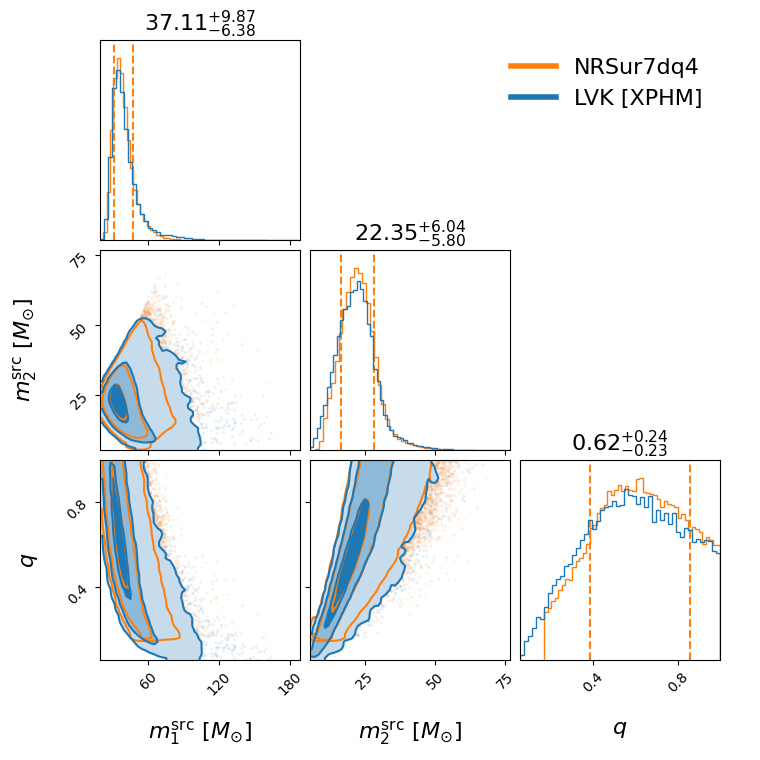 37.11+9.87−6.38
NRSur7dq4
LVK [XPHM]
22.35+6.04−5.80
75
50
25
m2src [M⊙]
0.62+0.24−0.23
0.8
0.4
q
60
120
180
25
50
75
0.4
0.8
m1src [M⊙]
m2src [M⊙]
q